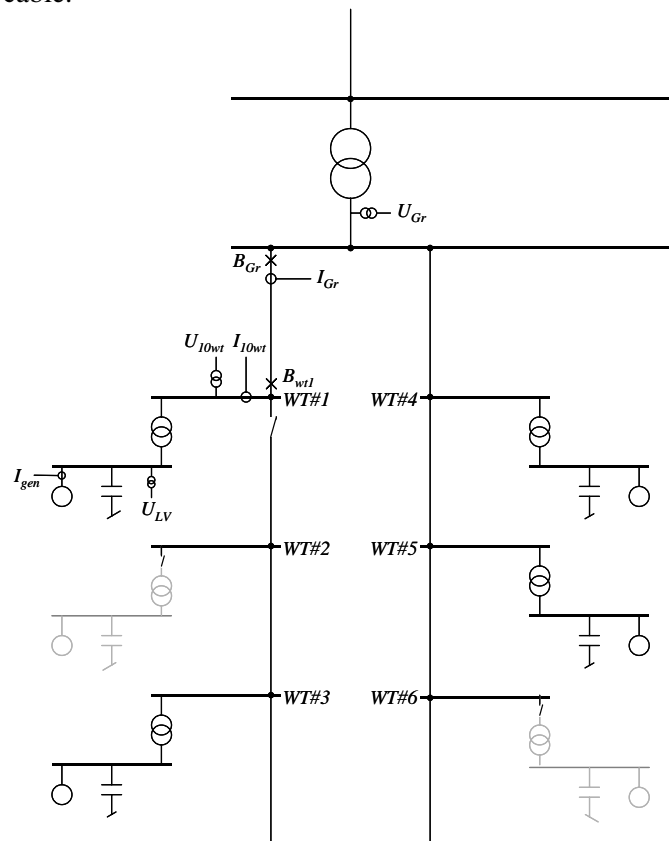 cable.
U_Gr
B_Gr
I_Gr
U_10wt I_10wt
B_wt1
WT#1 WT#4
I_gen
U_LV
WT#2 WT#5
WT#3 WT#6